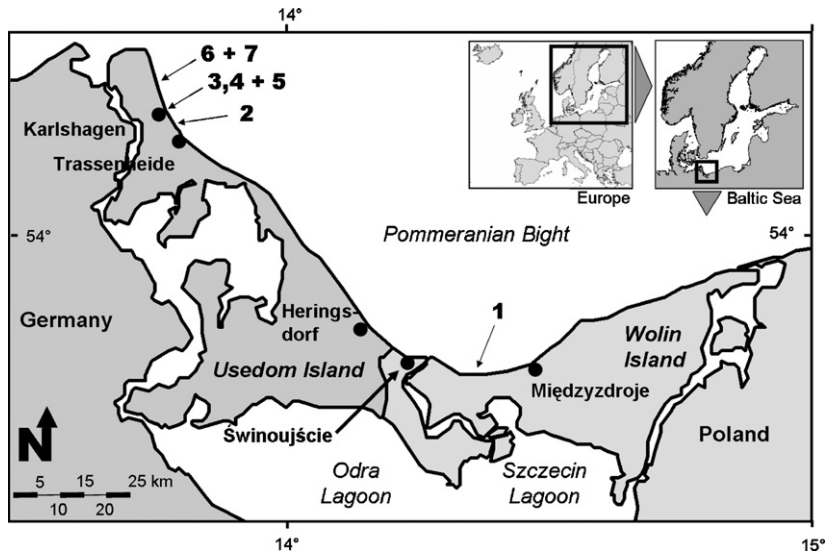 14°
6 + 7
3,4 + 5
2
Karlshagen
Trassenheide
Europe
Baltic Sea
54°
54°
Pommeranian Bight
Germany
Herings-
dorf
1
Wolin
Island
Usedom Island
Międzyzdroje
N
Świnoujście
Poland
Odra
Lagoon
Szczecin
Lagoon
5 15 25 km
10 20
14°
15°